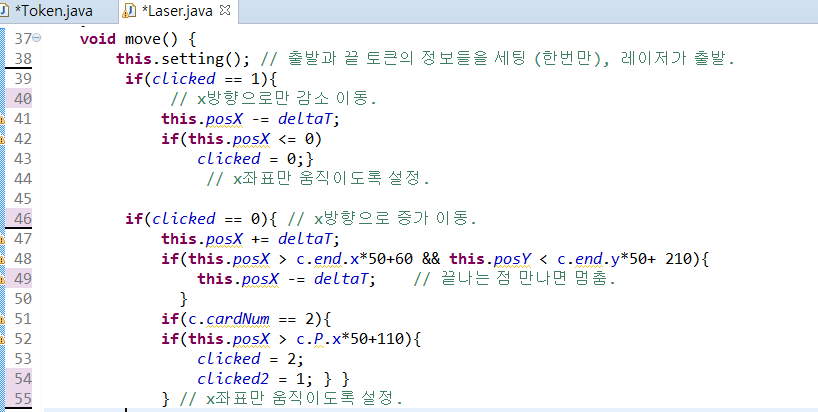 *Token.java *Laser.java
37 void move() {
38 this.setting(); // 출발과 끝 토큰의 정보들을 세팅 (한번만), 레이저가 출발.
39 if(clicked == 1){
40 // x방향으로만 감소 이동.
41 this.posX -= deltaT;
42 if(this.posX <= 0)
43 clicked = 0;}
44 // x좌표만 움직이도록 설정.
45
46 if(clicked == 0){ // x방향으로 증가 이동.
47 this.posX += deltaT;
48 if(this.posX > c.end.x*50+60 && this.posY < c.end.y*50+ 210){
49 this.posX -= deltaT; // 끝나는 점 만나면 멈춤.
50 }
51 if(c.cardNum == 2){
52 if(this.posX > c.P.x*50+110){
53 clicked = 2;
54 clicked2 = 1; } }
55 } // x좌표만 움직이도록 설정.